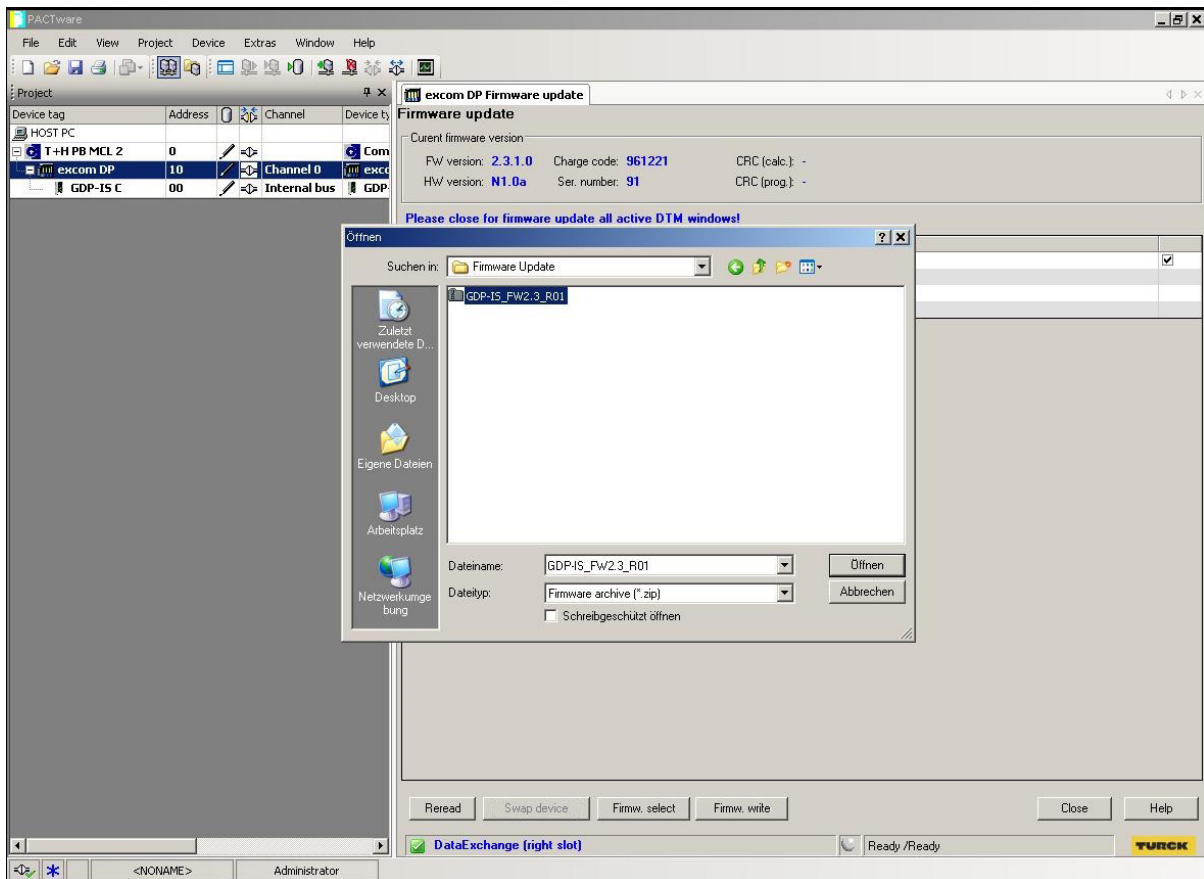 PACTware
File Edit View Project Device Extras Window Help
Project
Device tag Address Channel Device ty
HOST PC
T+H PB MCL 2 0 Com
excom DP 10 Channel 0 exco
GDP-IS C 00 Internal bus GDP-
excom DP Firmware update
Firmware update
Curent firmware version
FW version: 2.3.1.0 Charge code: 961221 CRC (calc.): -
HW version: N1.0a Ser. number: 91 CRC (prog.): -
Please close for firmware update all active DTM windows!
Öffnen
Suchen in: Firmware Update
GDP-IS_FW2.3_R01
Zuletzt
verwendete D...
Desktop
Eigene Dateien
Arbeitsplatz
Netzwerkumge
bung
Dateiname: GDP-IS_FW2.3_R01 Öffnen
Dateityp: Firmware archive (*.zip) Abbrechen
Schreibgeschützt öffnen
Reread Swap device Firmw. select Firmw. write Close Help
DataExchange (right slot) Ready /Ready TURCK
<NONAME> Administrator